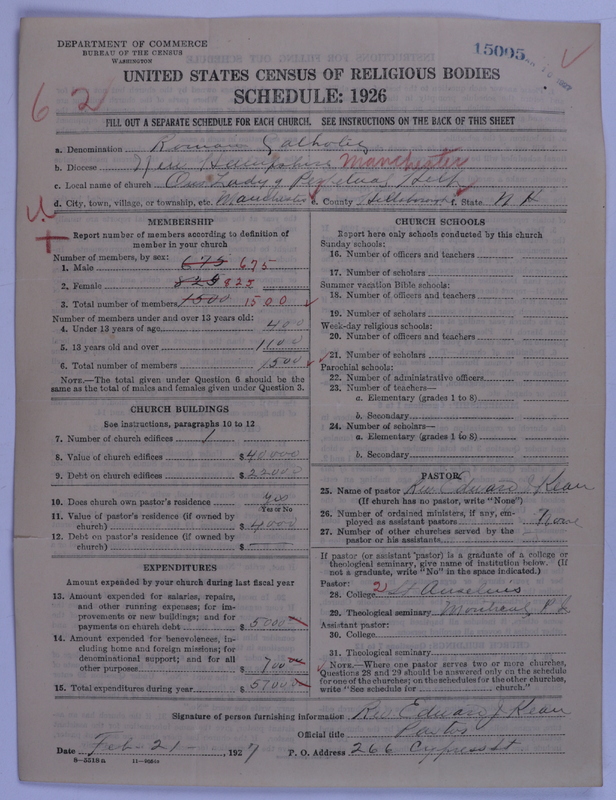 DEPARTMENT OF COMMERCE
BUREAU OF THE CENSUS
WASHINGTON
15005
UNITED STATES CENSUS OF RELIGIOUS BODIES
SCHEDULE: 1926
62
FILL OUT A SEPARATE SCHEDULE FOR EACH CHURCH. SEE INSTRUCTIONS ON THE BACK OF THIS SHEET
a. Denomination Roman Catholic
b. Diocese New Hampshire Manchester
c. Local name of church Our Lady of Perpetual Help
d. City, town, village, or township, etc. Manchester e. County Hillsborough f. State N H
MEMBERSHIP
Report number of members according to definition of member in your church
Number of members, by sex:
1. Male 675 675
2. Female 825 825
3. Total number of members 1500 1500
Number of members under and over 13 years old:
4. Under 13 years of age 400
5. 13 years old and over 1100
6. Total number of members 1500
NOTE.—The total given under Question 6 should be the same as the total of males and females given under Question 3.
CHURCH BUILDINGS
See instructions, paragraphs 10 to 12
7. Number of church edifices 1
8. Value of church edifices $ 40000
9. Debt on church edifices $ 22000
10. Does church own pastor's residence yes
Yes or No
11. Value of pastor's residence (if owned by church) $ 4000
12. Debt on pastor's residence (if owned by church) $
EXPENDITURES
Amount expended by your church during last fiscal year
13. Amount expended for salaries, repairs, and other running expenses; for improvements or new buildings; and for payments on church debt $ 5000
14. Amount expended for benevolences, including home and foreign missions; for denominational support; and for all other purposes $ 700
15. Total expenditures during year $ 5700
CHURCH SCHOOLS
Report here only schools conducted by this church
Sunday schools:
16. Number of officers and teachers
17. Number of scholars
Summer vacation Bible schools:
18. Number of officers and teachers
19. Number of scholars
Week-day religious schools:
20. Number of officers and teachers
21. Number of scholars
Parochial schools:
22. Number of administrative officers
23. Number of teachers—
a. Elementary (grades 1 to 8)
b. Secondary
24. Number of scholars—
a. Elementary (grades 1 to 8)
b. Secondary
PASTOR
25. Name of pastor Rev. Edward J Kean
(If church has no pastor, write "None")
26. Number of ordained ministers, if any, employed as assistant pastors None
27. Number of other churches served by the pastor or his assistants
If pastor (or assistant pastor) is a graduate of a college or theological seminary, give name of institution below. (If not a graduate, write "No" in the space indicated.)
Pastor:
28. College 2 St Anselms
29. Theological seminary Montreal P. Q
Assistant pastor:
30. College
31. Theological seminary
NOTE.—Where one pastor serves two or more churches, Questions 28 and 29 should be answered only on the schedule for one of the churches; on the schedules for the other churches, write "See schedule for church."
Signature of person furnishing information Rev Edward J Kean
Official title Pastor
Date Feb-21-, 1927 P. O. Address 266 Cypress St
8-5518a 11-9585